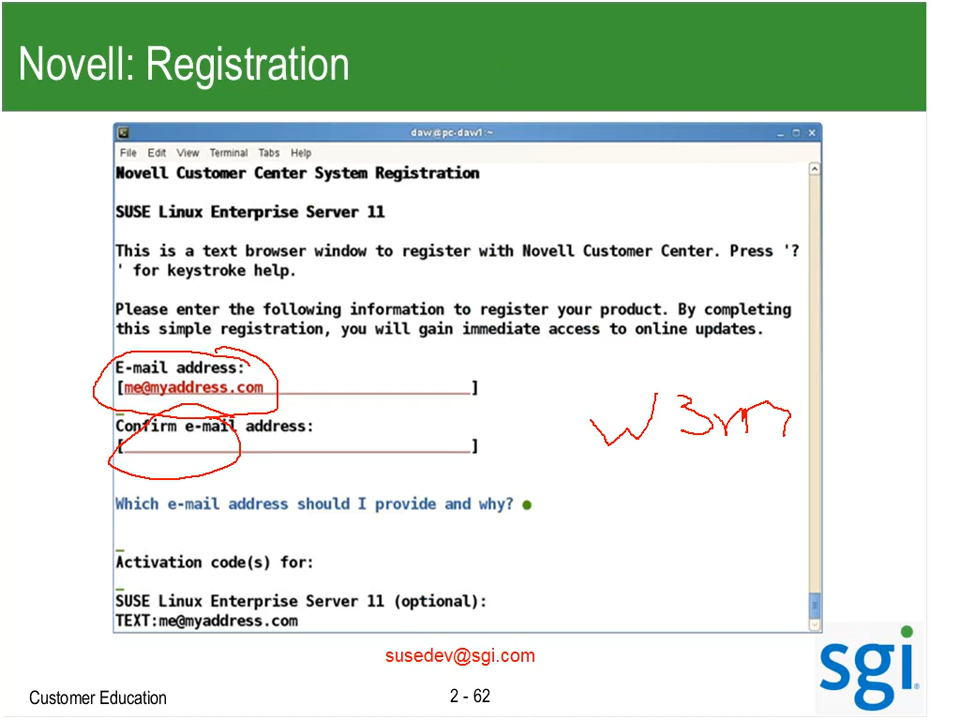 Novell: Registration
daw@pc-daw1:~
File Edit View Terminal Tabs Help
Novell Customer Center System Registration
SUSE Linux Enterprise Server 11
This is a text browser window to register with Novell Customer Center. Press '?
' for keystroke help.
Please enter the following information to register your product. By completing
this simple registration, you will gain immediate access to online updates.
E-mail address:
[me@myaddress.com_______________________]
Confirm e-mail address:
[_______________________________________]
w3m
Which e-mail address should I provide and why?
Activation code(s) for:
SUSE Linux Enterprise Server 11 (optional):
TEXT:me@myaddress.com
susedev@sgi.com
sgi®
Customer Education
2 - 62